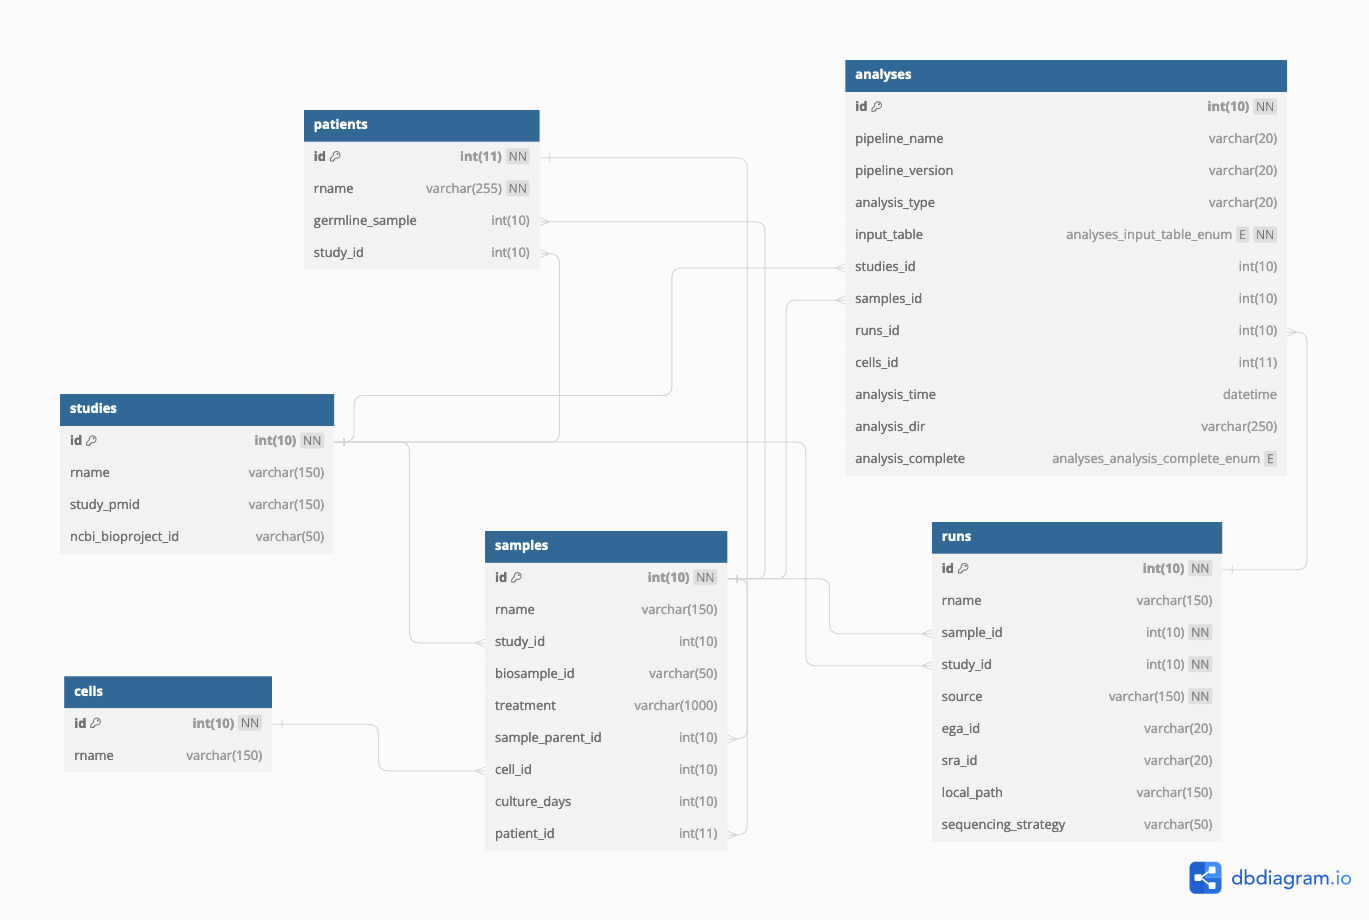 patients
id int(11) NN
rname varchar(255) NN
germline_sample int(10)
study_id int(10)
analyses
id int(10) NN
pipeline_name varchar(20)
pipeline_version varchar(20)
analysis_type varchar(20)
input_table analyses_input_table_enum E NN
studies_id int(10)
samples_id int(10)
runs_id int(10)
cells_id int(11)
analysis_time datetime
analysis_dir varchar(250)
analysis_complete analyses_analysis_complete_enum E
studies
id int(10) NN
rname varchar(150)
study_pmid varchar(150)
ncbi_bioproject_id varchar(50)
samples
id int(10) NN
rname varchar(150)
study_id int(10)
biosample_id varchar(50)
treatment varchar(1000)
sample_parent_id int(10)
cell_id int(10)
culture_days int(10)
patient_id int(11)
runs
id int(10) NN
rname varchar(150)
sample_id int(10) NN
study_id int(10) NN
source varchar(150) NN
ega_id varchar(20)
sra_id varchar(20)
local_path varchar(150)
sequencing_strategy varchar(50)
cells
id int(10) NN
rname varchar(150)
dbdiagram.io